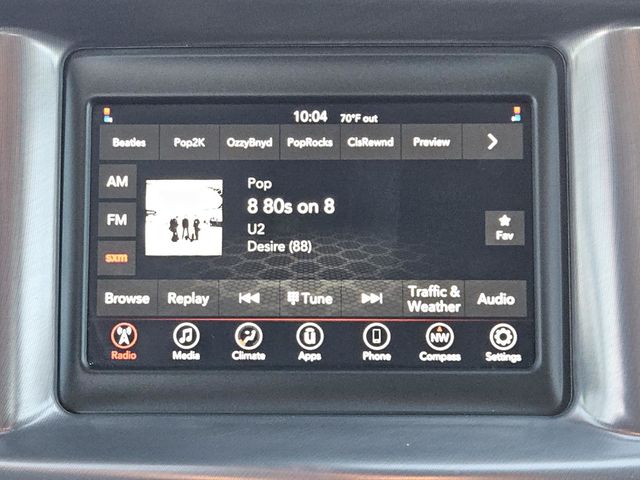 10:04 70°F out
Beatles Pop2K OzzyBnyd PopRocks ClsRewnd Preview
AM
FM
sxm
Pop
8 80s on 8
U2
Desire (88)
Fav
Browse Replay Tune Traffic & Weather Audio
Radio Media Climate Apps Phone NW Compass Settings